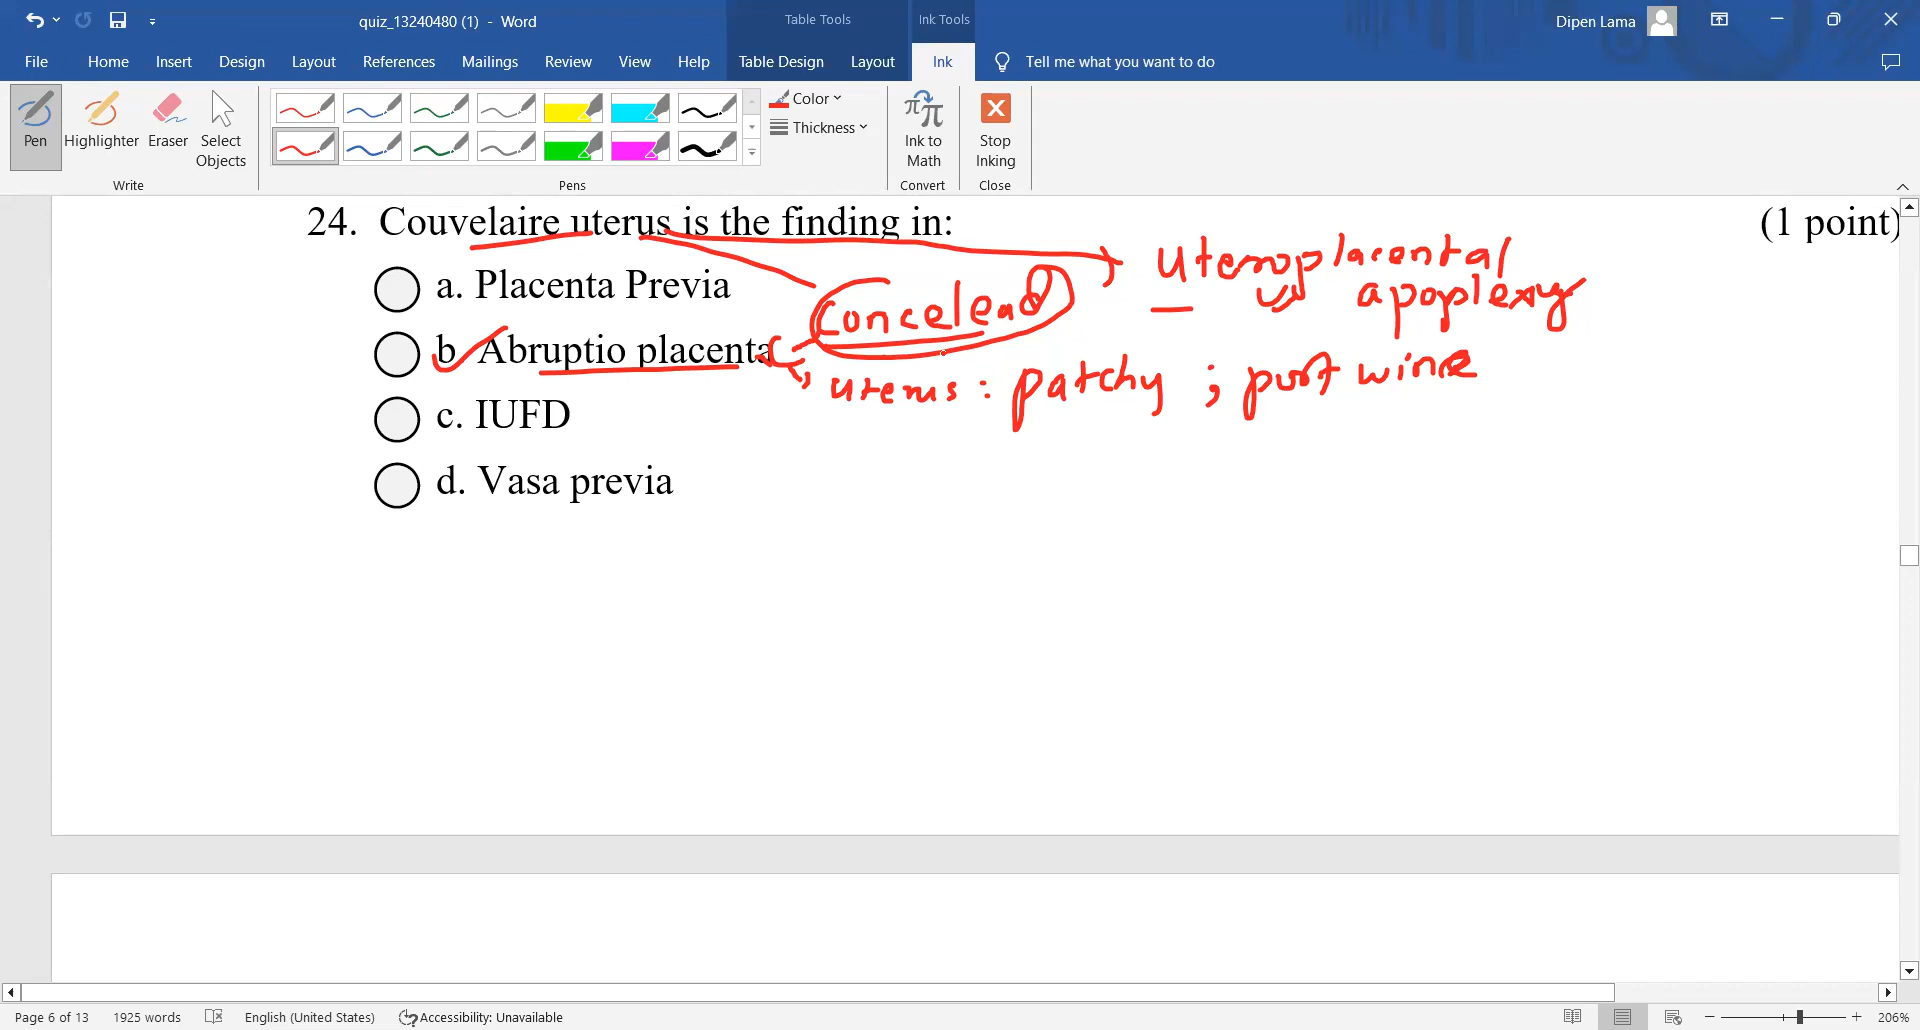 quiz_13240480 (1) - Word
Table Tools
Ink Tools
Dipen Lama
File Home Insert Design Layout References Mailings Review View Help Table Design Layout Ink Tell me what you want to do
Pen Highlighter Eraser Select Objects
Color
Thickness
Ink to Math
Stop Inking
Write Pens Convert Close
24. Couvelaire uterus is the finding in: (1 point)
uteroplacental
apoplexy
a. Placenta Previa
concelead
b Abruptio placenta
uterus : patchy ; port wine
c. IUFD
d. Vasa previa
Page 6 of 13 1925 words English (United States) Accessibility: Unavailable 206%